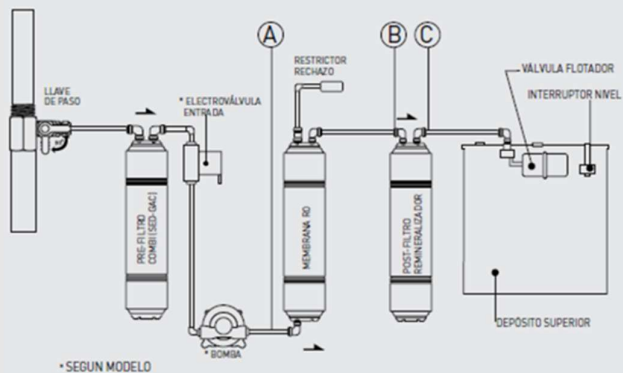 A
B
C
LLAVE
DE PASO
* ELECTROVÁLVULA
ENTRADA
RESTRICTOR
RECHAZO
VÁLVULA FLOTADOR
INTERRUPTOR NIVEL
PRE-FILTRO
COMBI (SED-GAC)
MEMBRANA RO
POST-FILTRO
REMINERALIZADOR
DEPÓSITO SUPERIOR
* BOMBA
* SEGUN MODELO